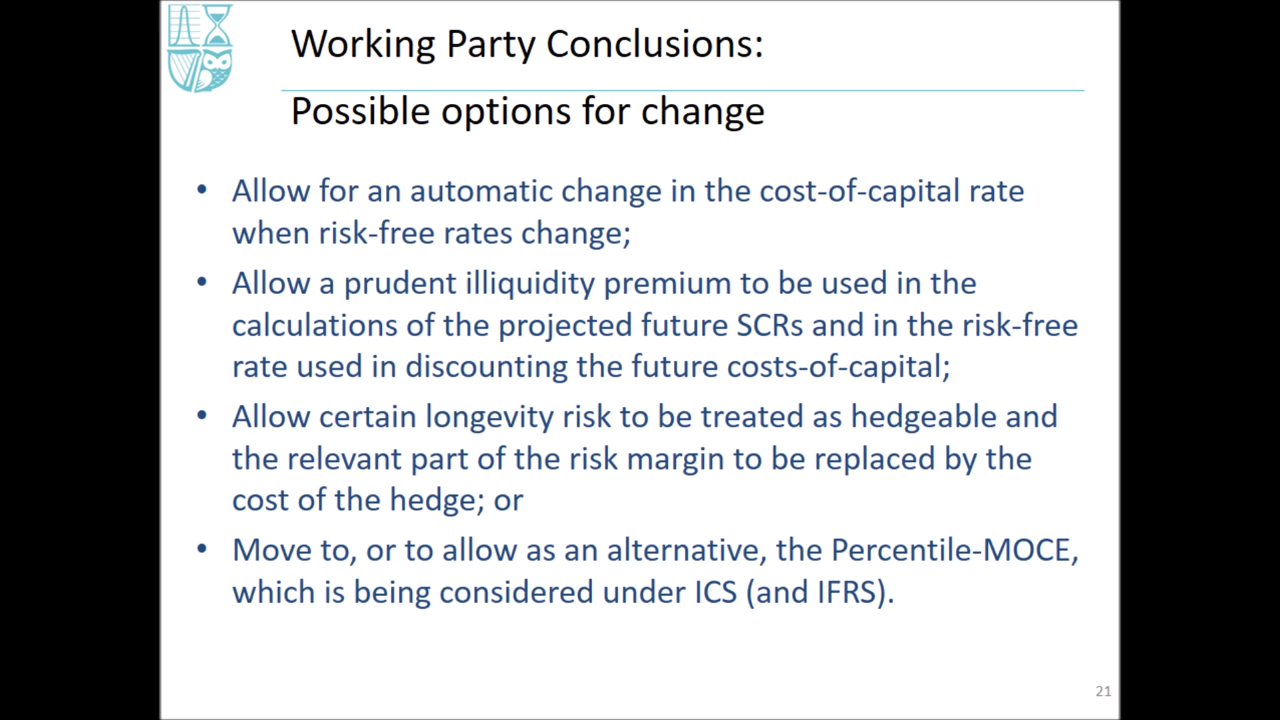 Working Party Conclusions:
Possible options for change
• Allow for an automatic change in the cost-of-capital rate
when risk-free rates change;
• Allow a prudent illiquidity premium to be used in the
calculations of the projected future SCRs and in the risk-free
rate used in discounting the future costs-of-capital;
• Allow certain longevity risk to be treated as hedgeable and
the relevant part of the risk margin to be replaced by the
cost of the hedge; or
• Move to, or to allow as an alternative, the Percentile-MOCE,
which is being considered under ICS (and IFRS).
21